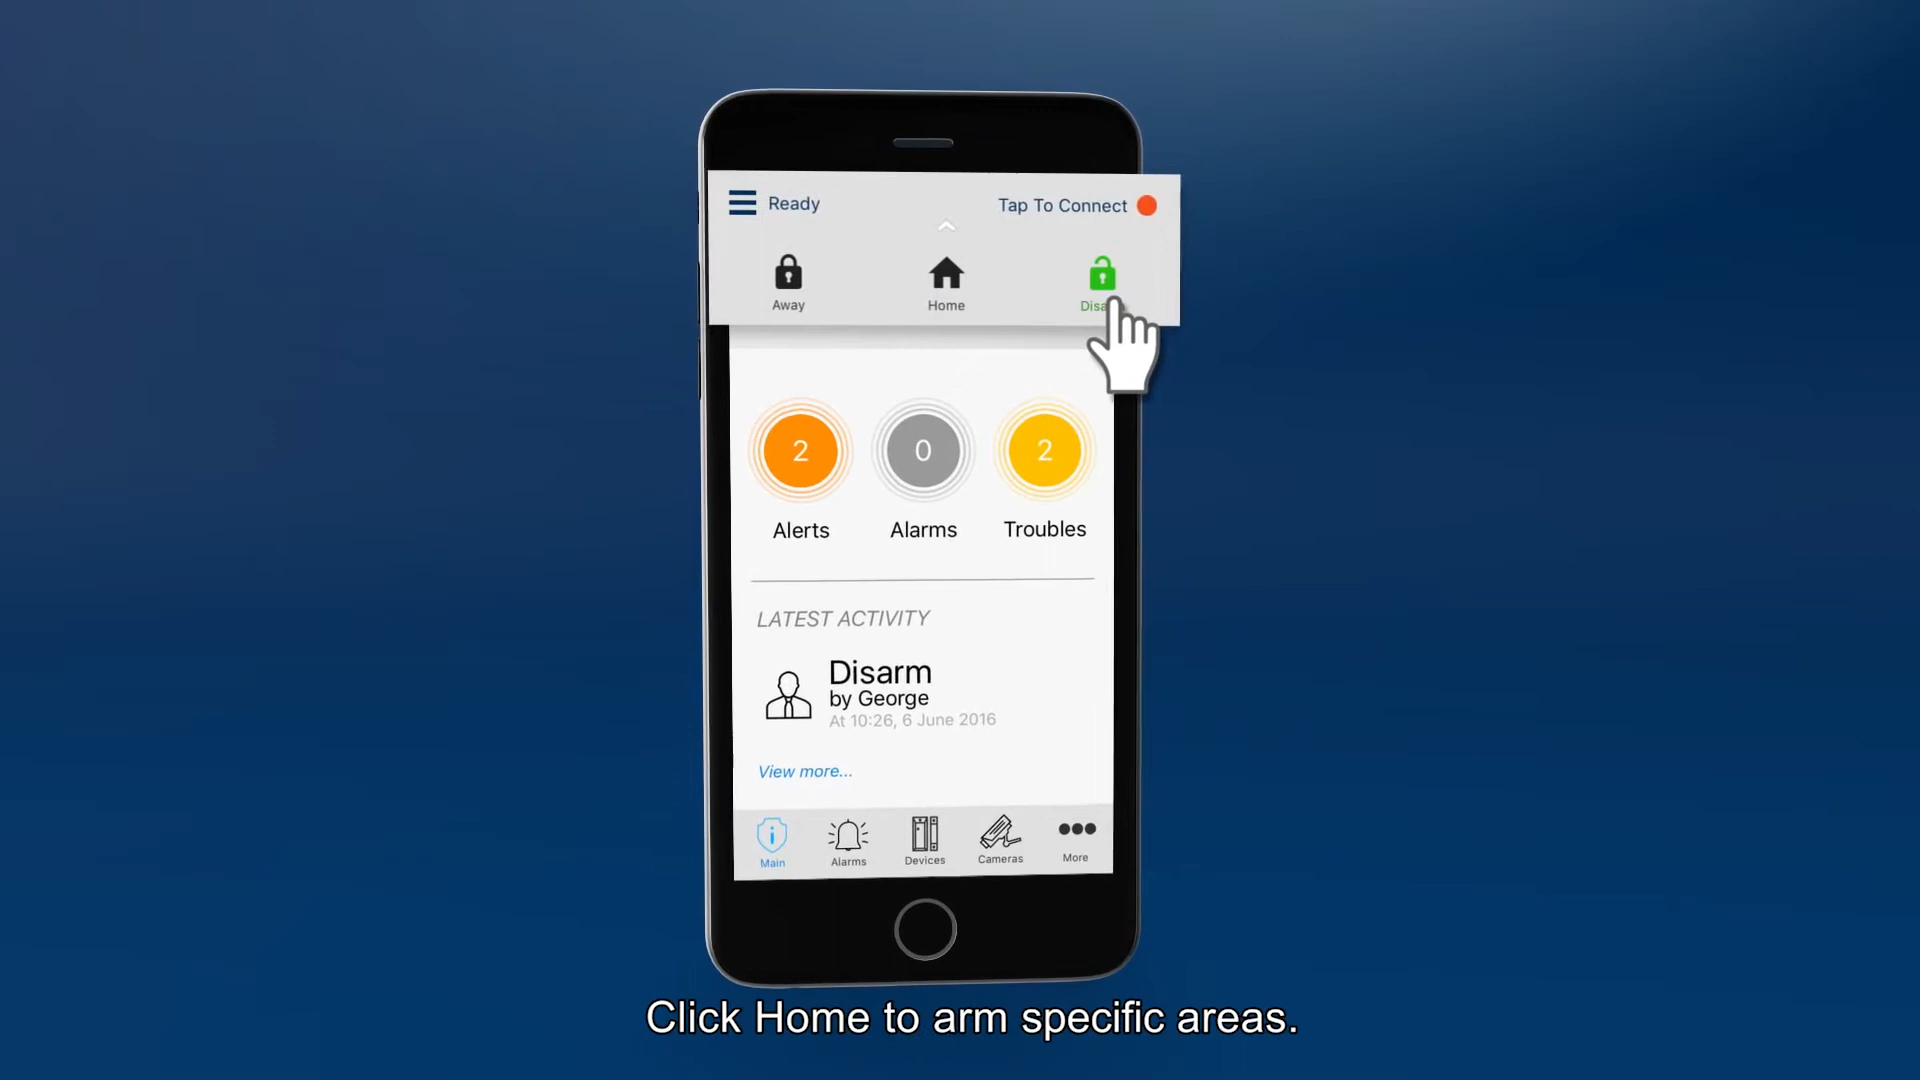 Ready
Tap To Connect
Away
Home
2
0
2
Alerts
Alarms
Troubles
LATEST ACTIVITY
Disarm
by George
At 10:26, 6 June 2016
View more...
Main
Alarms
Devices
Cameras
More
Click Home to arm specific areas.